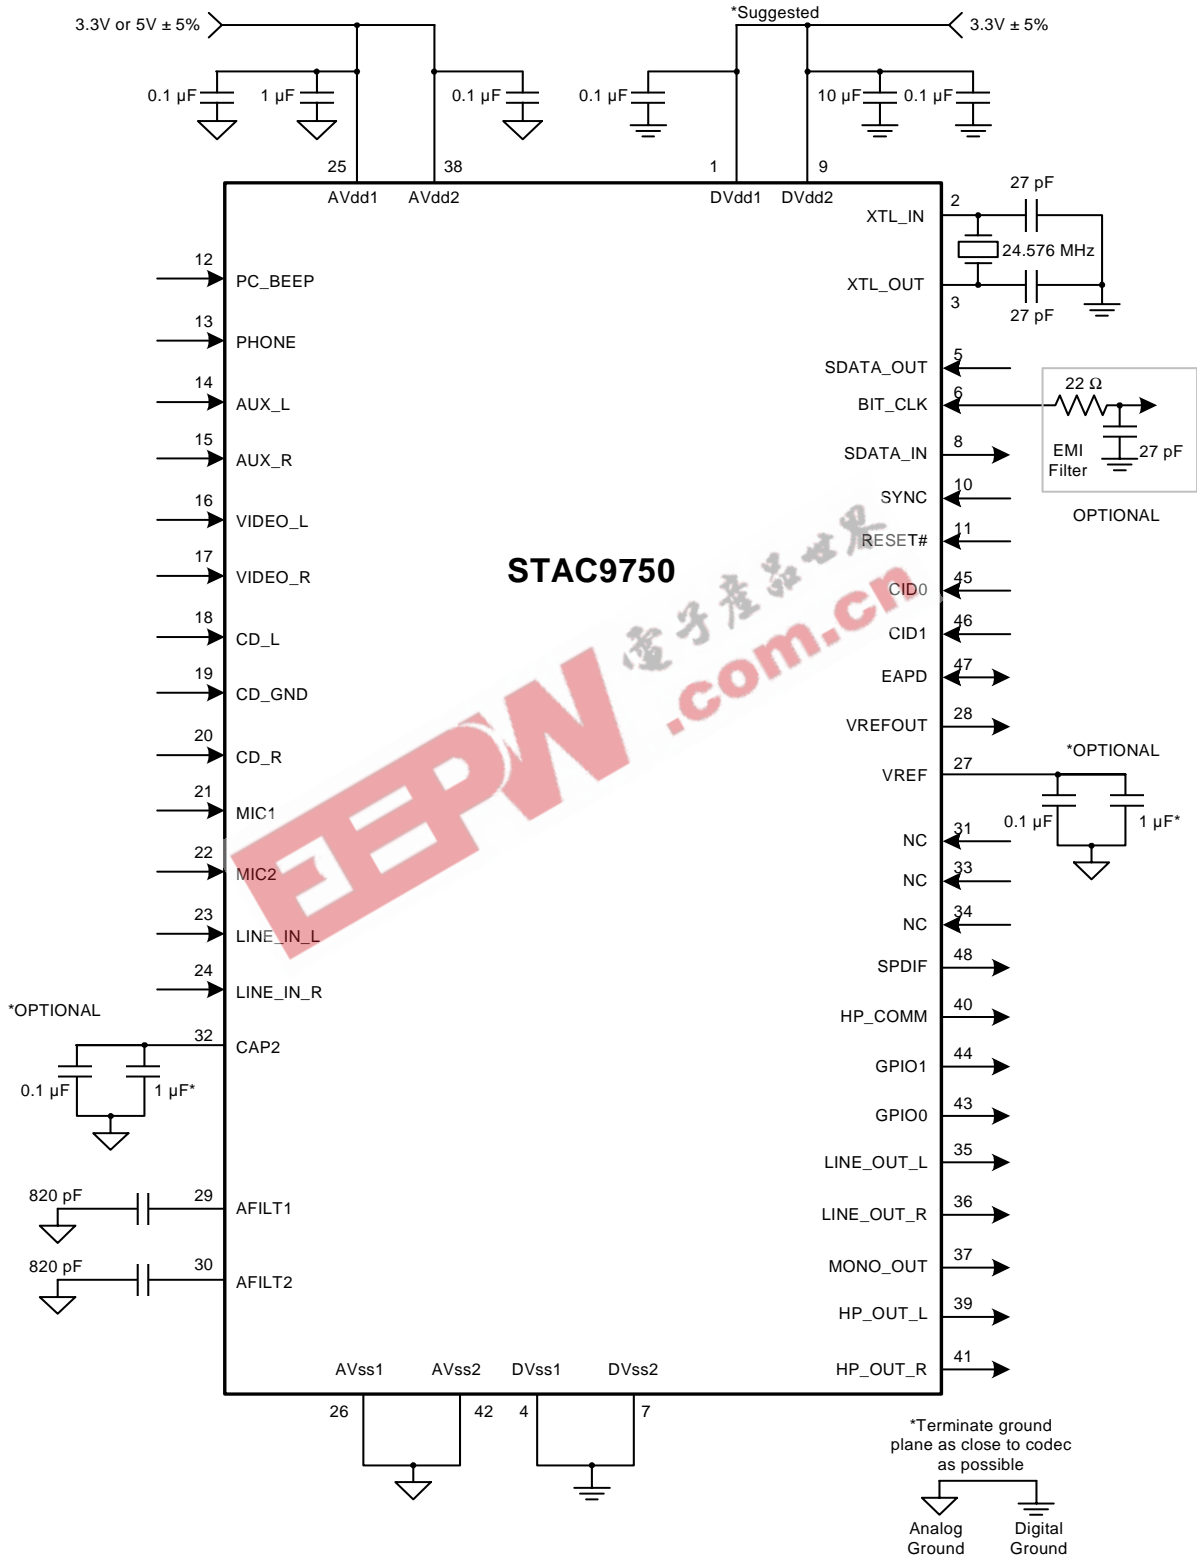 *Suggested
3.3V or 5V ± 5%
3.3V ± 5%
0.1 µF
1 µF
0.1 µF
0.1 µF
10 µF
0.1 µF
25
38
1
9
AVdd1
AVdd2
DVdd1
DVdd2
27 pF
2
XTL_IN
24.576 MHz
XTL_OUT
3
27 pF
12
PC_BEEP
13
PHONE
14
AUX_L
15
AUX_R
16
VIDEO_L
17
VIDEO_R
18
CD_L
19
CD_GND
20
CD_R
21
MIC1
22
MIC2
23
LINE_IN_L
24
LINE_IN_R
*OPTIONAL
32
CAP2
0.1 µF
1 µF*
820 pF
29
AFILT1
820 pF
30
AFILT2
STAC9750
電子產品世界
EEPW.com.cn
5
SDATA_OUT
6
BIT_CLK
22 Ω
EMI
Filter
27 pF
OPTIONAL
8
SDATA_IN
10
SYNC
11
RESET#
45
CID0
46
CID1
47
EAPD
28
VREFOUT
*OPTIONAL
27
VREF
0.1 µF
1 µF*
31
NC
33
NC
34
NC
48
SPDIF
40
HP_COMM
44
GPIO1
43
GPIO0
35
LINE_OUT_L
36
LINE_OUT_R
37
MONO_OUT
39
HP_OUT_L
41
HP_OUT_R
AVss1
AVss2
DVss1
DVss2
26
42
4
7
*Terminate ground
plane as close to codec
as possible
Analog
Ground
Digital
Ground